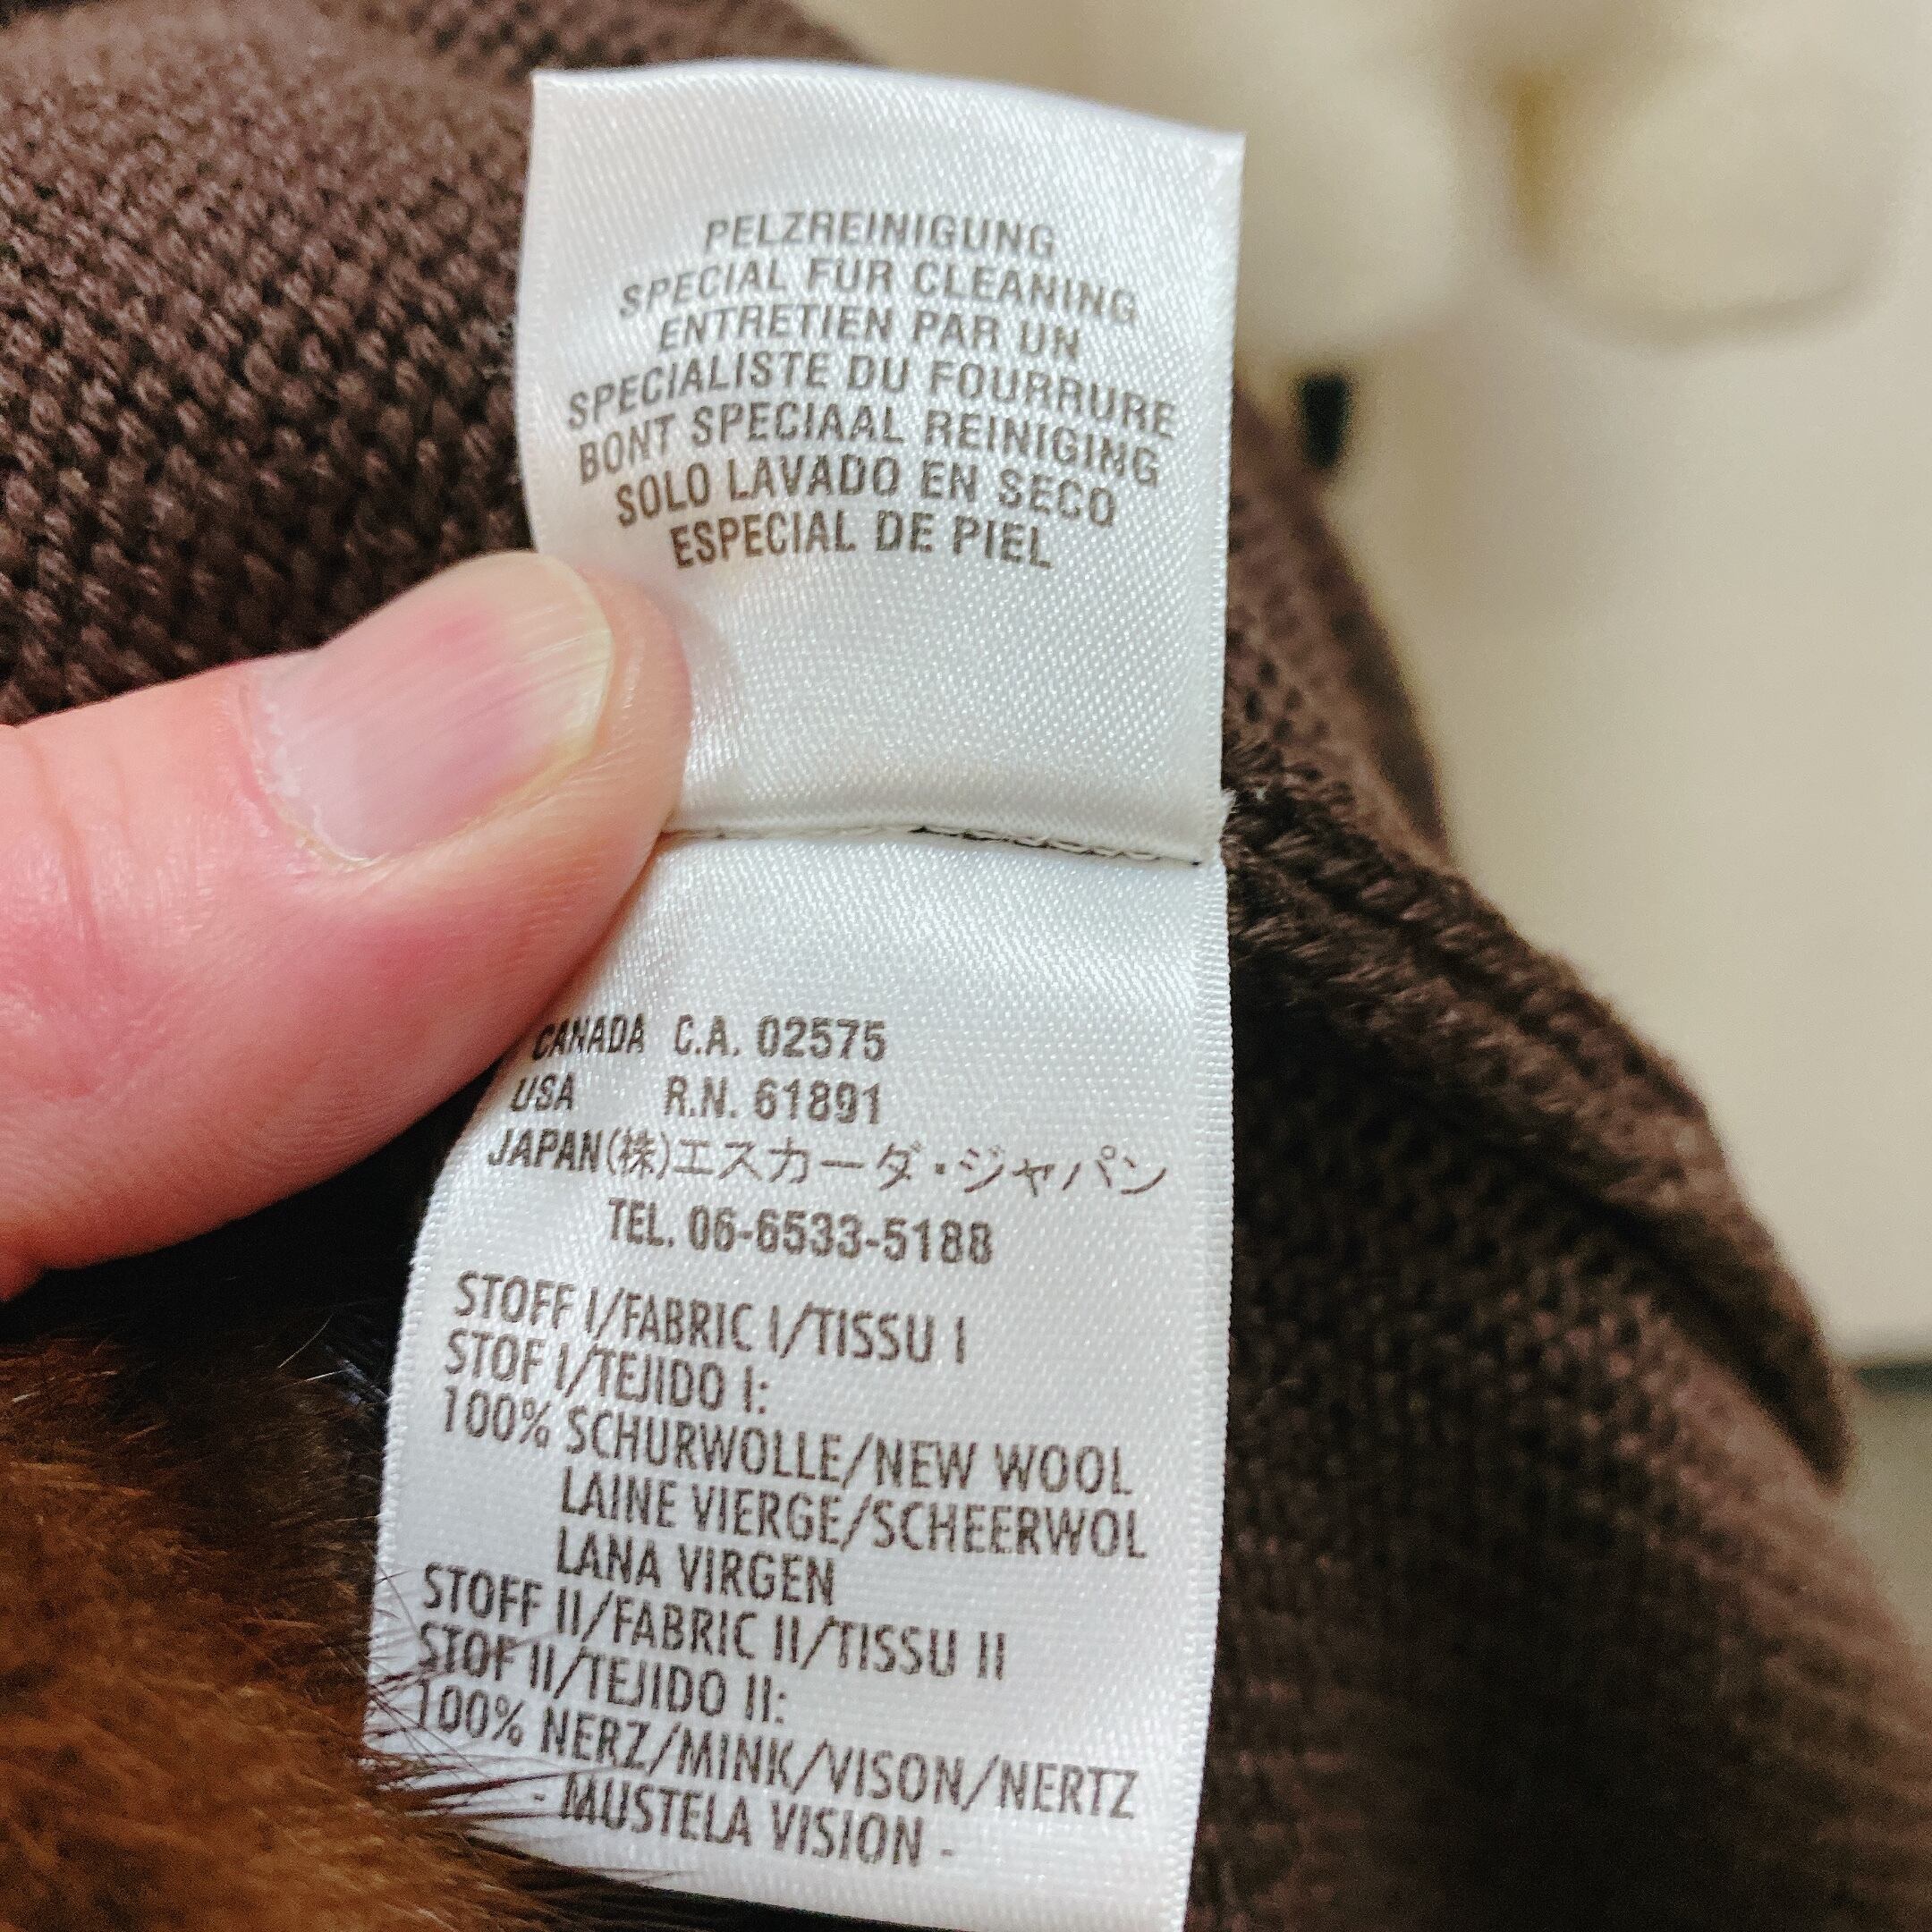 PELZREINIGUNG
SPECIAL FUR CLEANING
ENTRETIEN PAR UN
SPECIALISTE DU FOURRURE
BONT SPECIAAL REINIGING
SOLO LAVADO EN SECO
ESPECIAL DE PIEL
CANADA C.A. 02575
USA R.N. 61891
JAPAN(株)エスカーダ・ジャパン
TEL. 06-6533-5188
STOFF I/FABRIC I/TISSU I
STOF I/TEJIDO I:
100% SCHURWOLLE/NEW WOOL
LAINE VIERGE/SCHEERWOL
LANA VIRGEN
STOFF II/FABRIC II/TISSU II
STOF II/TEJIDO II:
100% NERZ/MINK/VISON/NERTZ
- MUSTELA VISION -